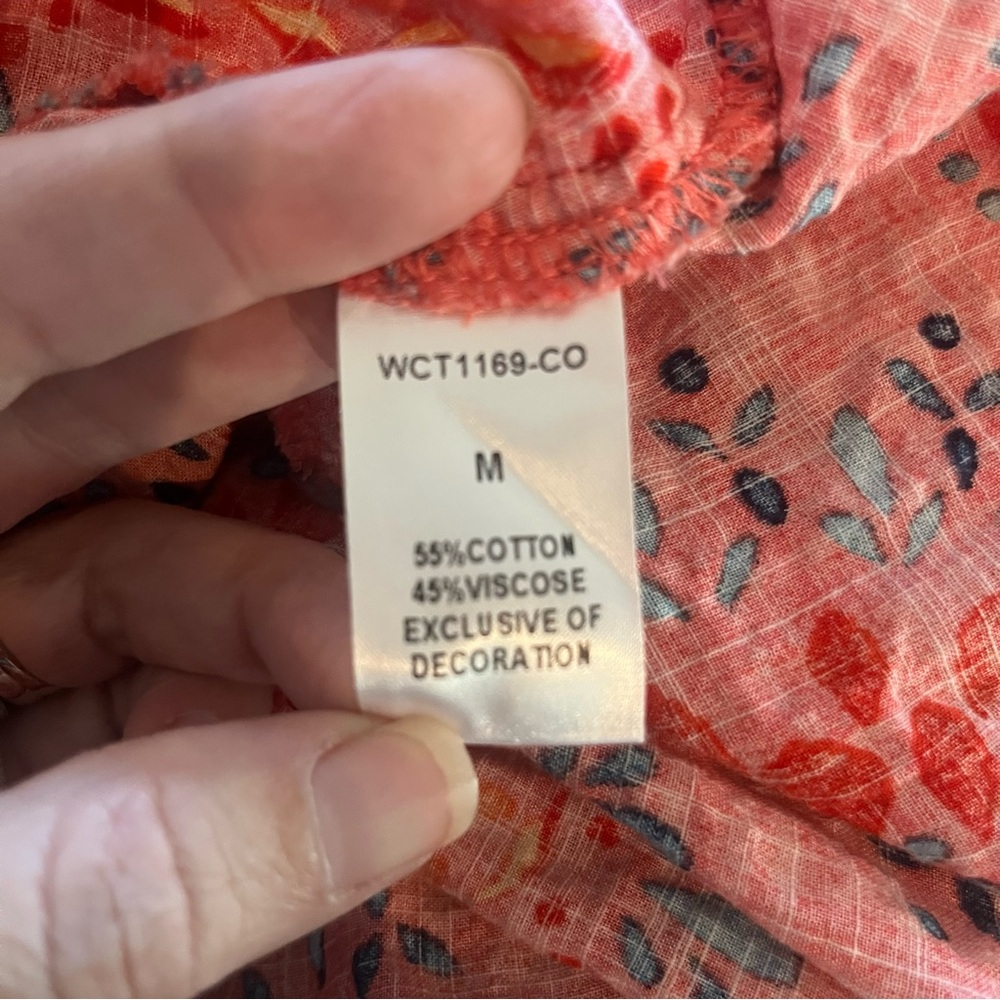 WCT1169-CO
M
55%COTTON
45%VISCOSE
EXCLUSIVE OF
DECORATION